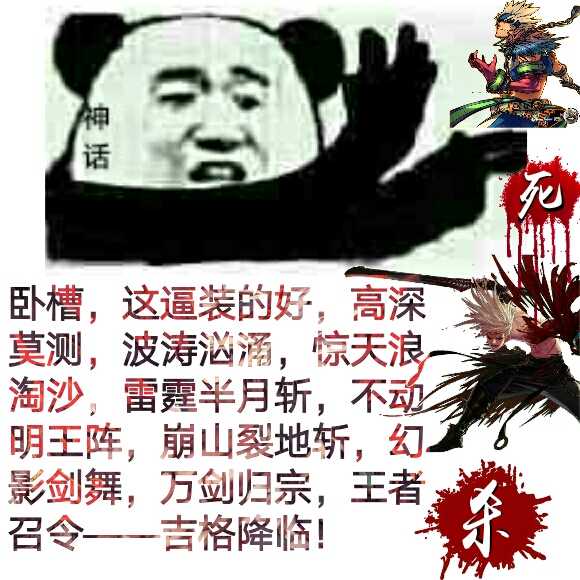 神话
死
卧槽，这逼装的好，高深
莫测，波涛汹涌，惊天浪
淘沙，雷霆半月斩，不动
明王阵，崩山裂地斩，幻
影剑舞，万剑归宗，王者
召令——吉格降临！
杀